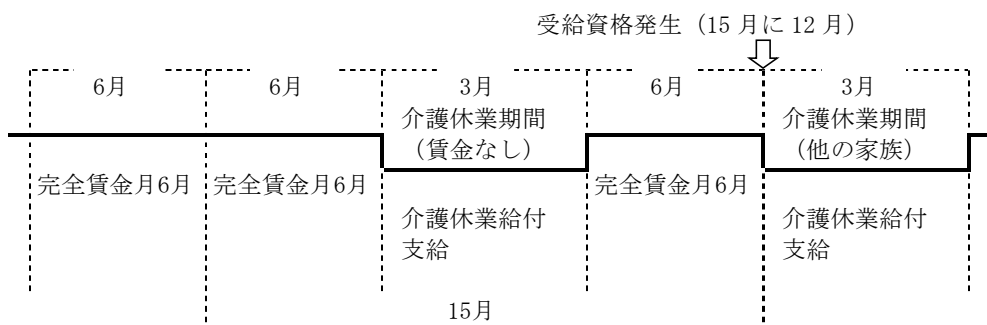 受給資格発生（15 月に 12 月）
6月 6月 3月 6月 3月
介護休業期間 介護休業期間
（賃金なし） （他の家族）
完全賃金月6月 完全賃金月6月 完全賃金月6月
介護休業給付 介護休業給付
支給 支給
15月